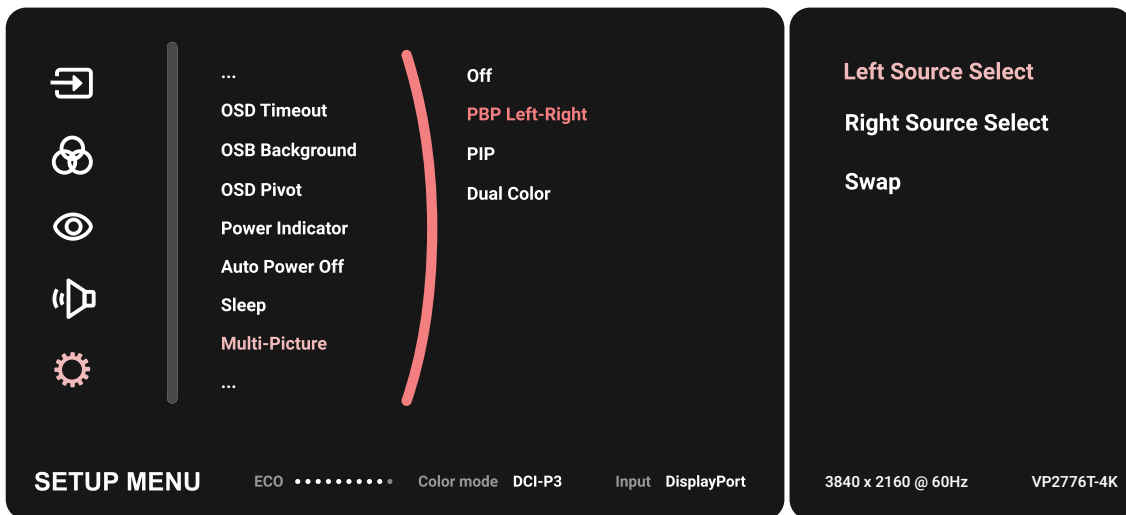 ...
OSD Timeout
OSB Background
OSD Pivot
Power Indicator
Auto Power Off
Sleep
Multi-Picture
...
Off
PBP Left-Right
PIP
Dual Color
Left Source Select
Right Source Select
Swap
SETUP MENU
ECO
Color mode DCI-P3
Input DisplayPort
3840 x 2160 @ 60Hz
VP2776T-4K